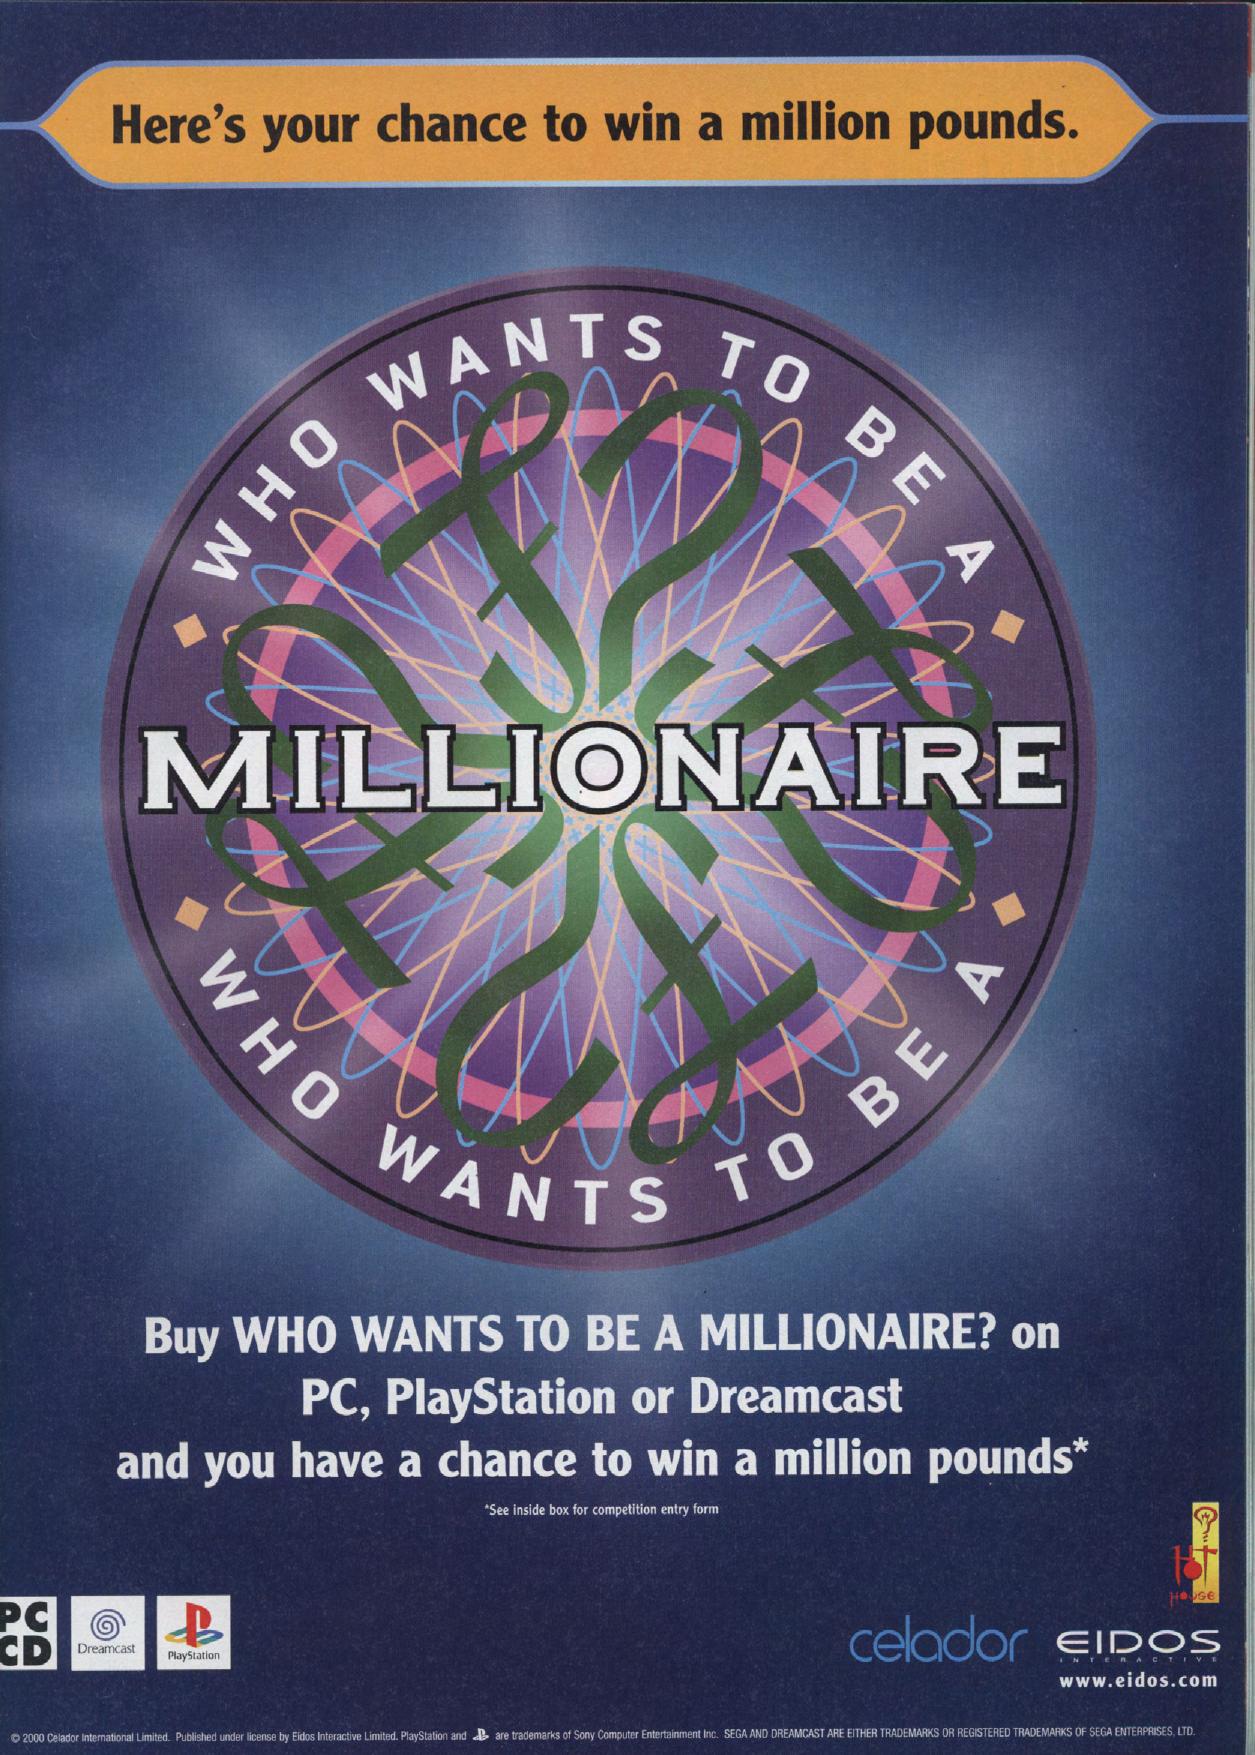 Here's your chance to win a million pounds.
WHO WANTS TO BE A
MILLIONAIRE
WHO WANTS TO BE A
Buy WHO WANTS TO BE A MILLIONAIRE? on
PC, PlayStation or Dreamcast
and you have a chance to win a million pounds*
*See inside box for competition entry form
HOT
HOUSE
PC
CD
Dreamcast
PlayStation
celador
EIDOS
INTERACTIVE
www.eidos.com
© 2000 Celador International Limited. Published under license by Eidos Interactive Limited. PlayStation and are trademarks of Sony Computer Entertainment Inc. SEGA AND DREAMCAST ARE EITHER TRADEMARKS OR REGISTERED TRADEMARKS OF SEGA ENTERPRISES, LTD.